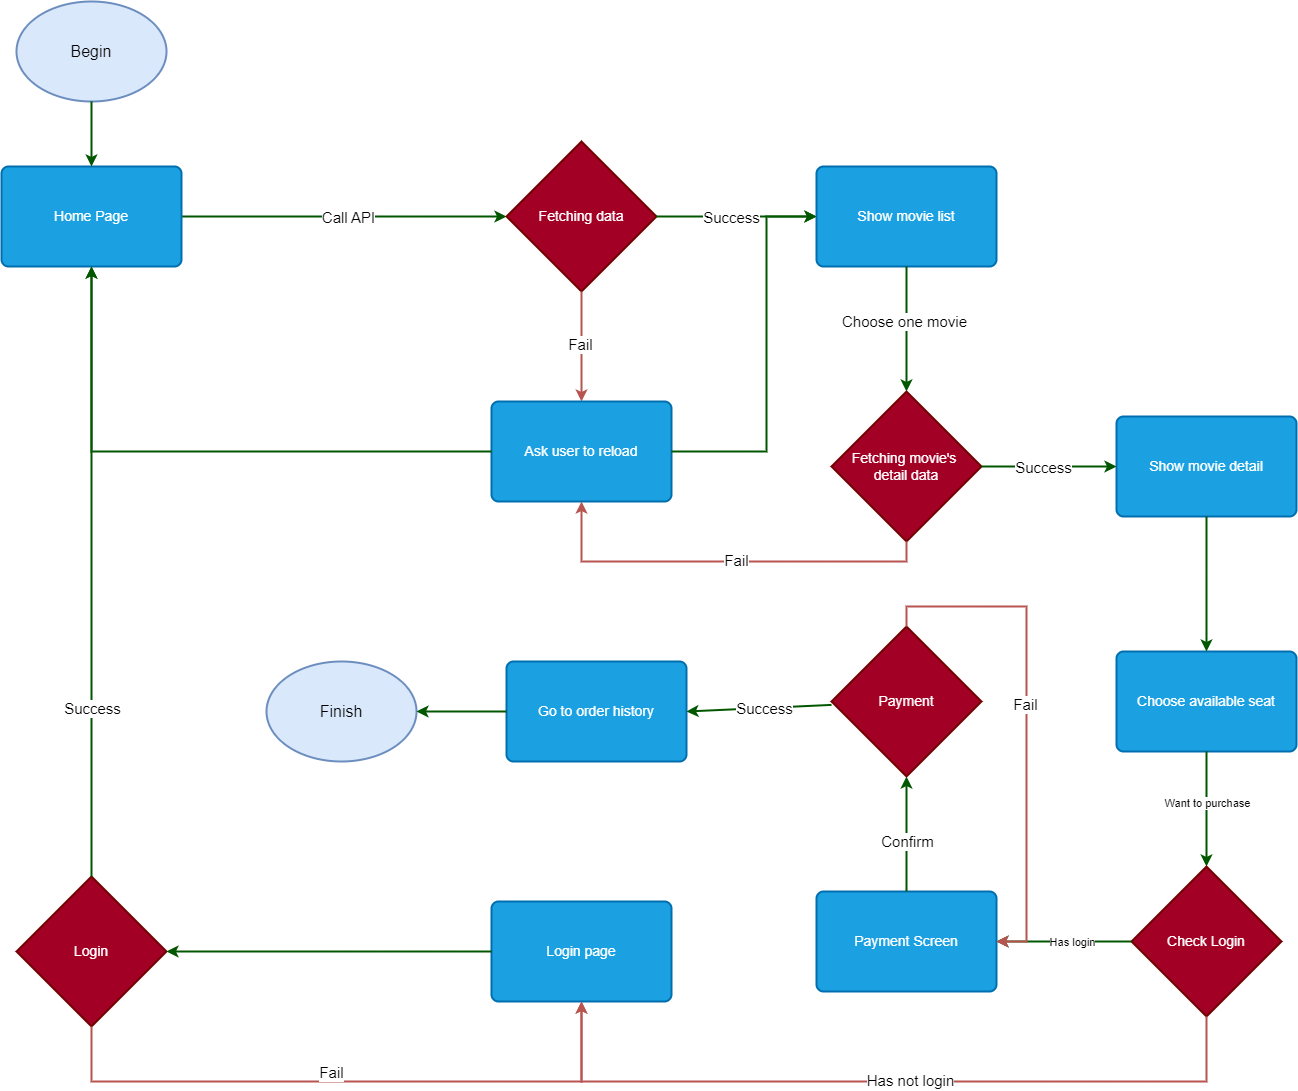 Begin
Home Page
Call API
Fetching data
Success
Show movie list
Choose one movie
Fail
Ask user to reload
Fetching movie's
detail data
Success
Show movie detail
Fail
Choose available seat
Want to purchase
Payment
Fail
Success
Go to order history
Finish
Success
Confirm
Payment Screen
Has login
Check Login
Login page
Login
Fail
Has not login